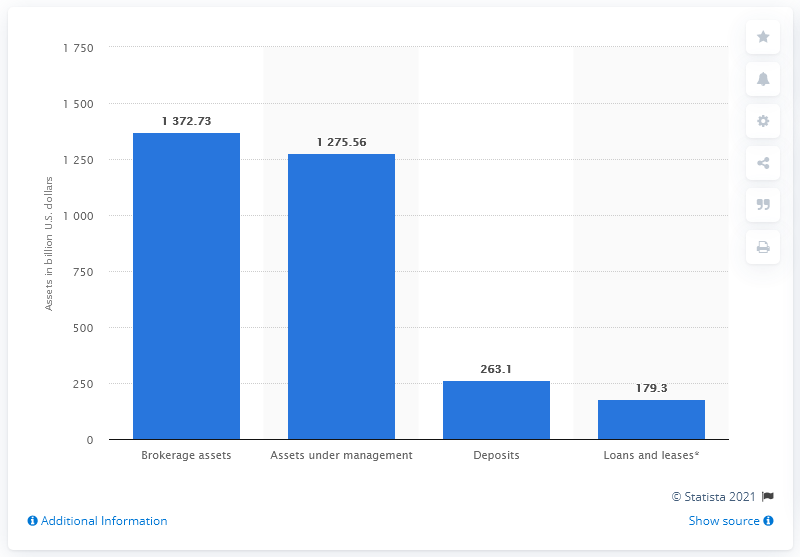 Assets in billion U.S. dollars
1 750
1 500
1 250
1 000
750
500
250
0
1 372.73
1 275.56
263.1
179.3
Brokerage assets
Assets under management
Deposits
Loans and leases*
© Statista 2021
Additional Information
Show source